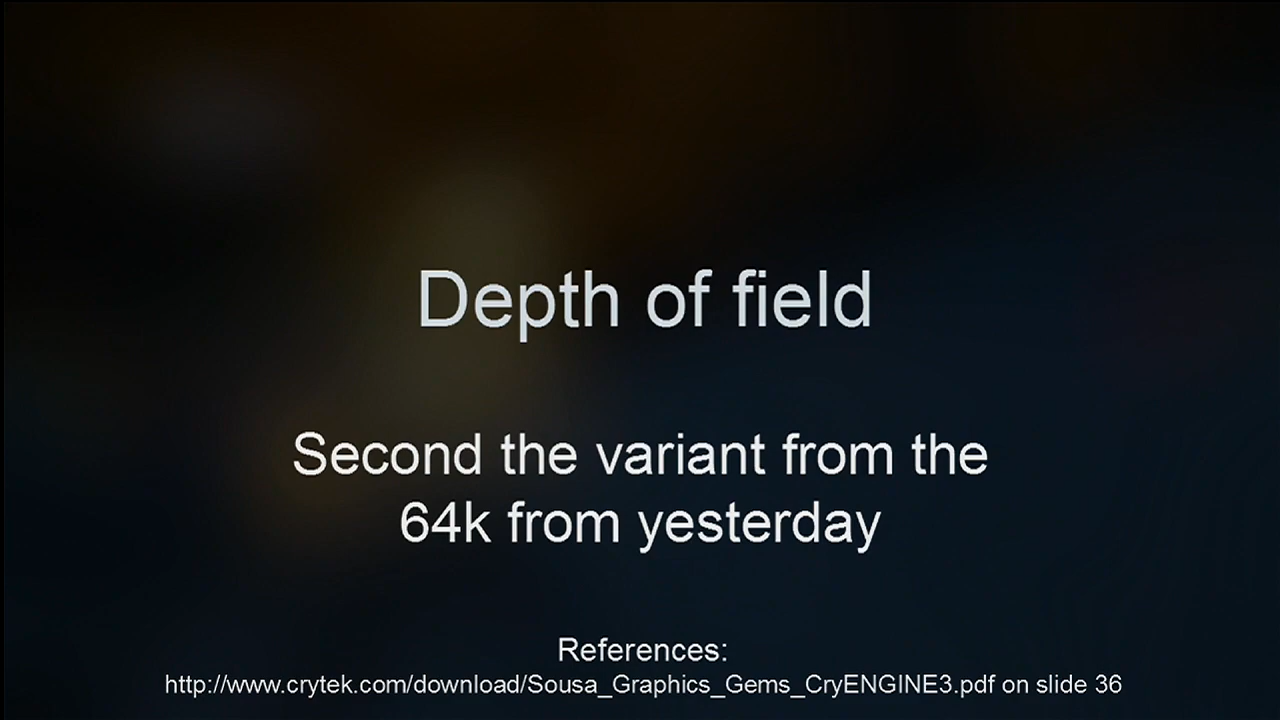 Depth of field
Second the variant from the
64k from yesterday
References:
http://www.crytek.com/download/Sousa_Graphics_Gems_CryENGINE3.pdf on slide 36